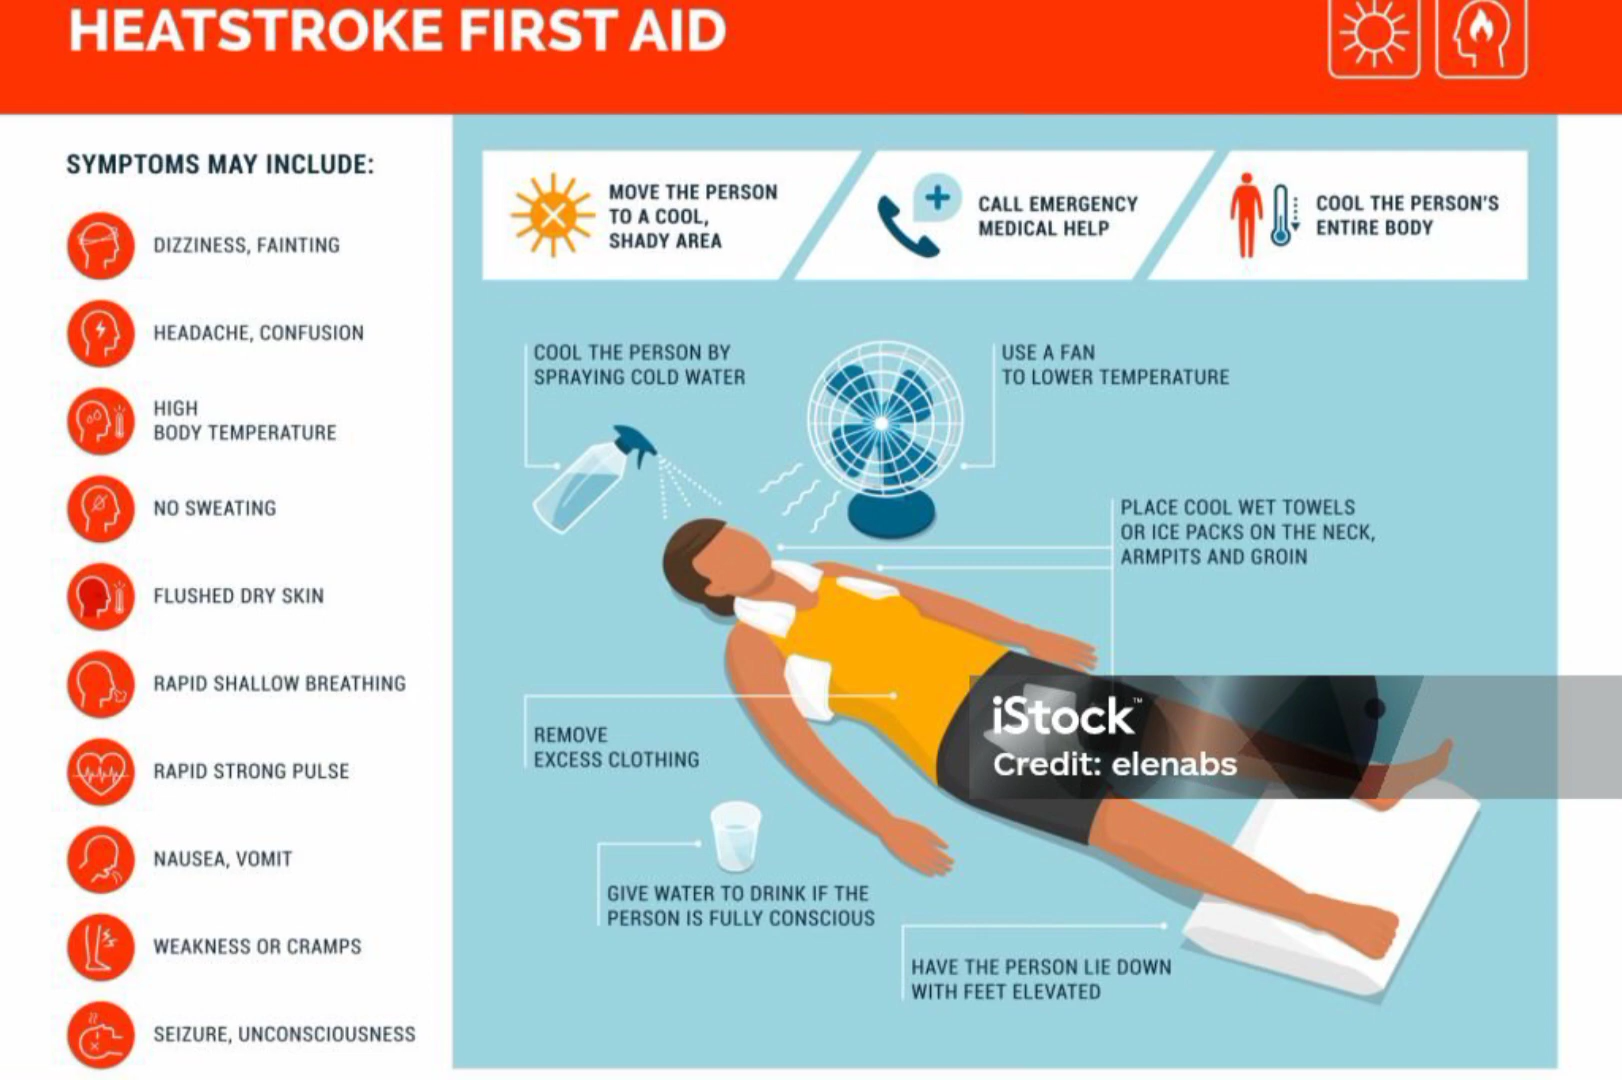 HEATSTROKE FIRST AID
SYMPTOMS MAY INCLUDE:
DIZZINESS, FAINTING
HEADACHE, CONFUSION
HIGH
BODY TEMPERATURE
NO SWEATING
FLUSHED DRY SKIN
RAPID SHALLOW BREATHING
RAPID STRONG PULSE
NAUSEA, VOMIT
WEAKNESS OR CRAMPS
SEIZURE, UNCONSCIOUSNESS
MOVE THE PERSON
TO A COOL,
SHADY AREA
CALL EMERGENCY
MEDICAL HELP
COOL THE PERSON'S
ENTIRE BODY
COOL THE PERSON BY
SPRAYING COLD WATER
USE A FAN
TO LOWER TEMPERATURE
PLACE COOL WET TOWELS
OR ICE PACKS ON THE NECK,
ARMPITS AND GROIN
REMOVE
EXCESS CLOTHING
iStock™
Credit: elenabs
GIVE WATER TO DRINK IF THE
PERSON IS FULLY CONSCIOUS
HAVE THE PERSON LIE DOWN
WITH FEET ELEVATED